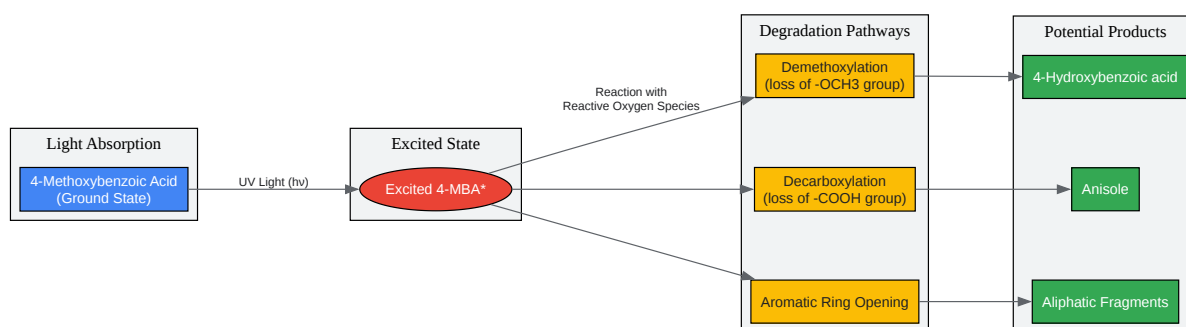 Light Absorption
4-Methoxybenzoic Acid
(Ground State)
UV Light (hν)
Excited State
Excited 4-MBA*
Reaction with
Reactive Oxygen Species
Degradation Pathways
Demethoxylation
(loss of -OCH3 group)
Decarboxylation
(loss of -COOH group)
Aromatic Ring Opening
Potential Products
4-Hydroxybenzoic acid
Anisole
Aliphatic Fragments